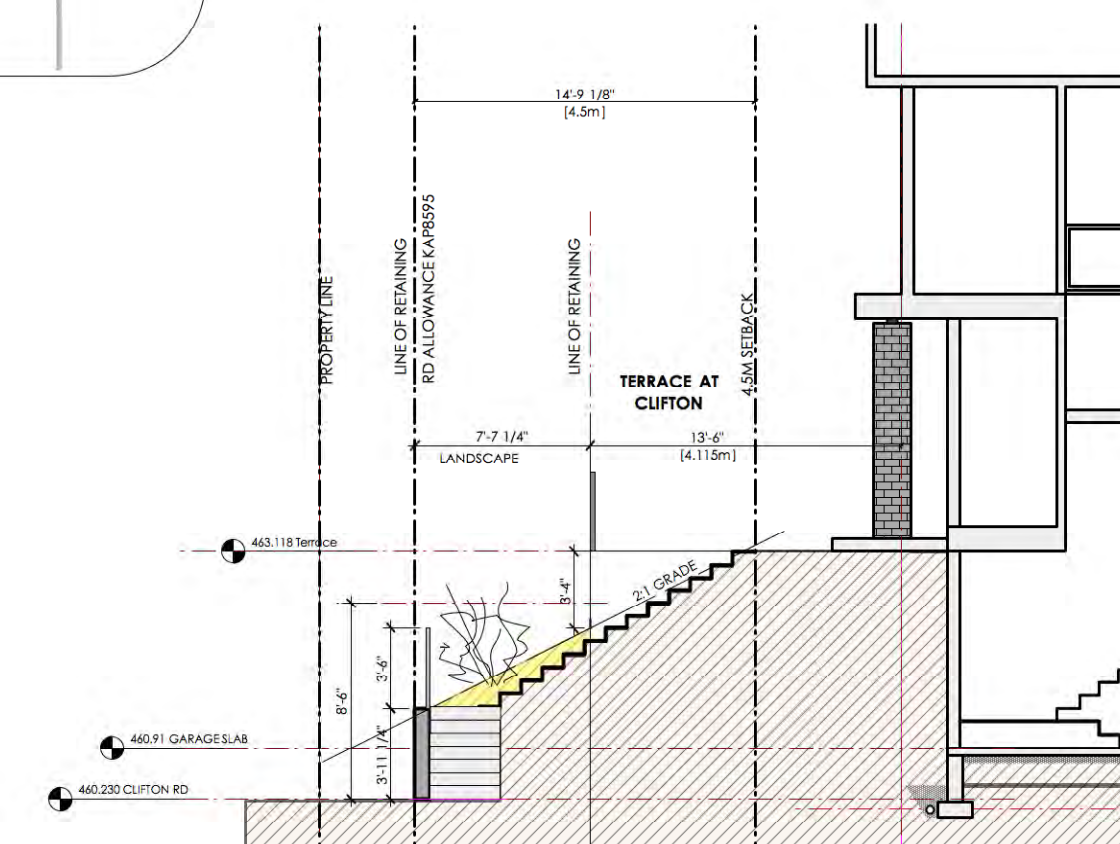 14'-9 1/8"
[4.5m]
PROPERTY LINE
LINE OF RETAINING
RD ALLOWANCE KAP8595
LINE OF RETAINING
4.5M SETBACK
TERRACE AT
CLIFTON
7'-7 1/4"
LANDSCAPE
13'-6"
[4.115m]
463.118 Terrace
3'-4"
2:1 GRADE
3'-6"
8'-6"
3'-11 1/4"
460.91 GARAGE SLAB
460.230 CLIFTON RD